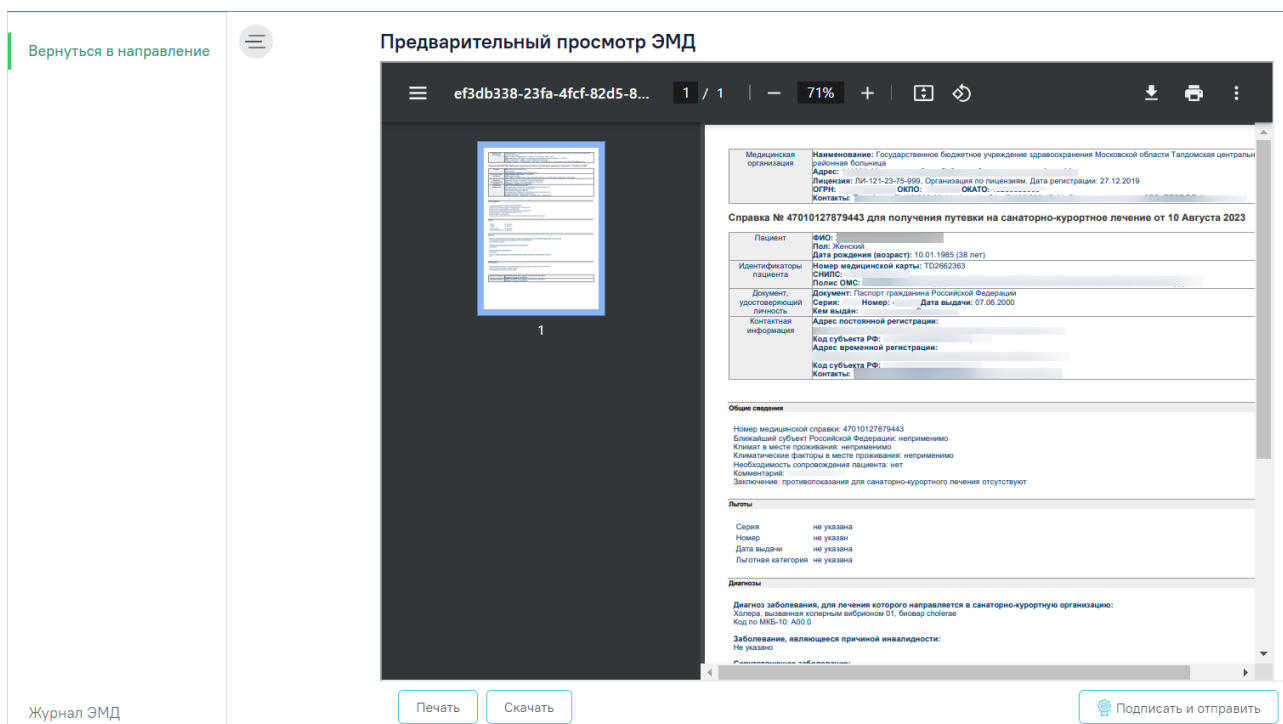 Вернуться в направление
Предварительный просмотр ЭМД
ef3db338-23fa-4fcf-82d5-8... 1 / 1 71%
1
Медицинская организация
Наименование: Государственное бюджетное учреждение здравоохранения Московской области Талдомская центральн
районная больница
Адрес:
Лицензия: ЛИ-121-23-75-999, Организация по лицензиям. Дата регистрации: 27.12.2019
ОГРН: ОКПО: ОКАТО:
Контакты:
Справка № 47010127879443 для получения путевки на санаторно-курортное лечение от 10 Августа 2023
Пациент
ФИО:
Пол: Женский
Дата рождения (возраст): 10.01.1985 (38 лет)
Идентификаторы пациента
Номер медицинской карты: TD2662363
СНИЛС:
Полис ОМС:
Документ, удостоверяющий личность
Документ: Паспорт гражданина Российской Федерации
Серия: Номер: Дата выдачи: 07.06.2000
Кем выдан:
Контактная информация
Адрес постоянной регистрации:
Код субъекта РФ:
Адрес временной регистрации:
Код субъекта РФ:
Контакты:
Общие сведения
Номер медицинской справки: 47010127879443
Ближайший субъект Российской Федерации: неприменимо
Климат в месте проживания: неприменимо
Климатические факторы в месте проживания: неприменимо
Необходимость сопровождения пациента: нет
Комментарий:
Заключение: противопоказания для санаторно-курортного лечения отсутствуют
Льготы
Серия не указана
Номер не указан
Дата выдачи не указана
Льготная категория не указана
Диагнозы
Диагноз заболевания, для лечения которого направляется в санаторно-курортную организацию:
Холера, вызванная холерным вибрионом 01, биовар cholerae
Код по МКБ-10: A00.0
Заболевание, являющееся причиной инвалидности:
Не указано
Сопутствующее заболевание:
Журнал ЭМД
Печать
Скачать
Подписать и отправить